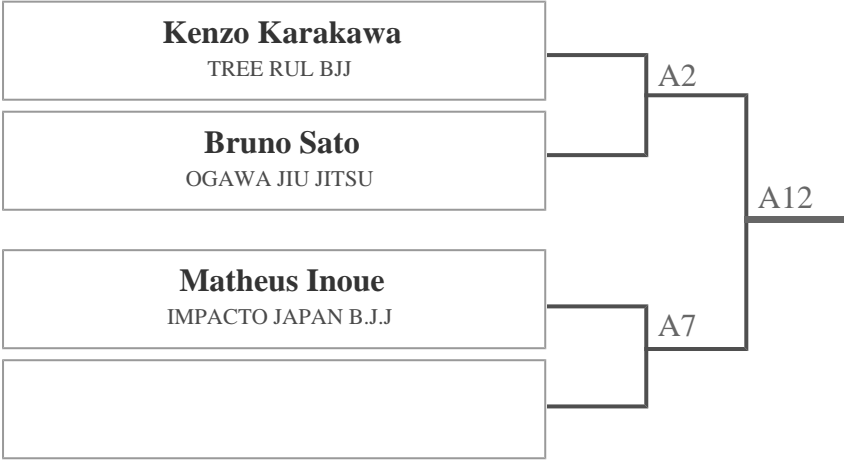 Kenzo Karakawa
TREE RUL BJJ
A2
Bruno Sato
OGAWA JIU JITSU
A12
Matheus Inoue
IMPACTO JAPAN B.J.J
A7